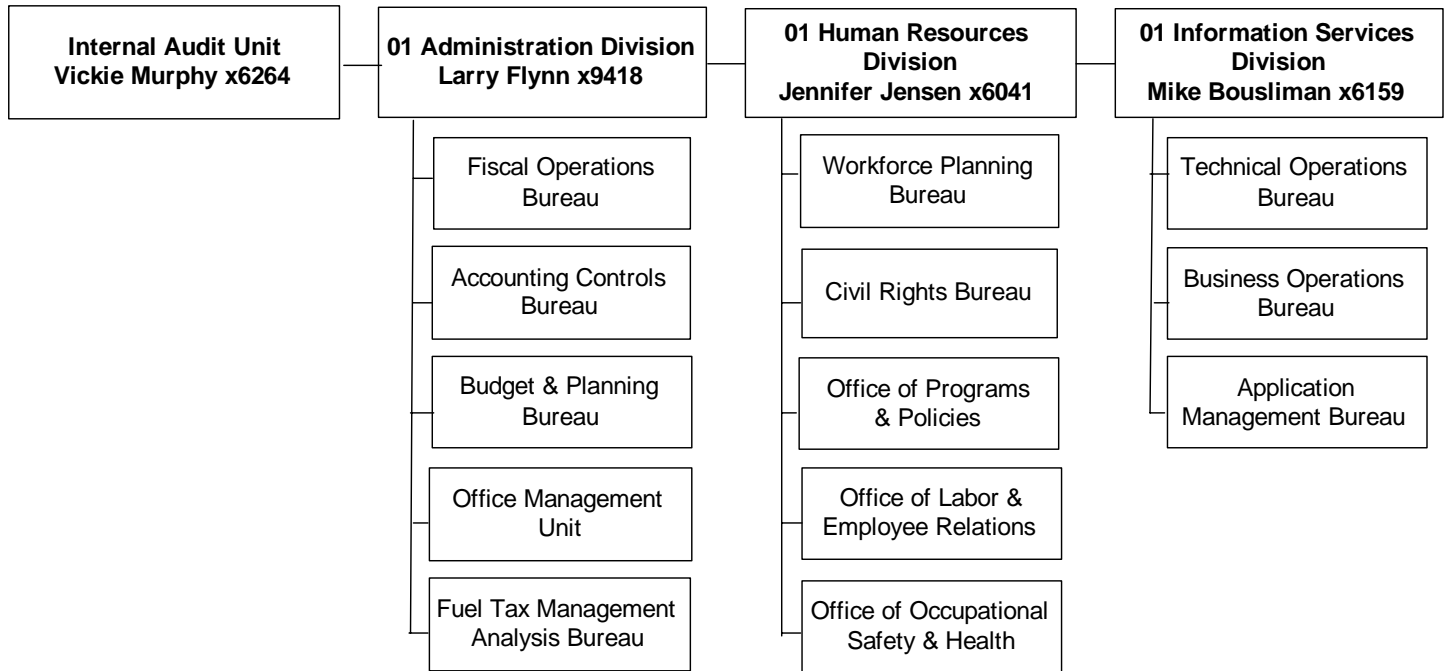 Internal Audit Unit
Vickie Murphy x6264
01 Administration Division
Larry Flynn x9418
Fiscal Operations
Bureau
Accounting Controls
Bureau
Budget & Planning
Bureau
Office Management
Unit
Fuel Tax Management
Analysis Bureau
01 Human Resources
Division
Jennifer Jensen x6041
Workforce Planning
Bureau
Civil Rights Bureau
Office of Programs
& Policies
Office of Labor &
Employee Relations
Office of Occupational
Safety & Health
01 Information Services
Division
Mike Bousliman x6159
Technical Operations
Bureau
Business Operations
Bureau
Application
Management Bureau